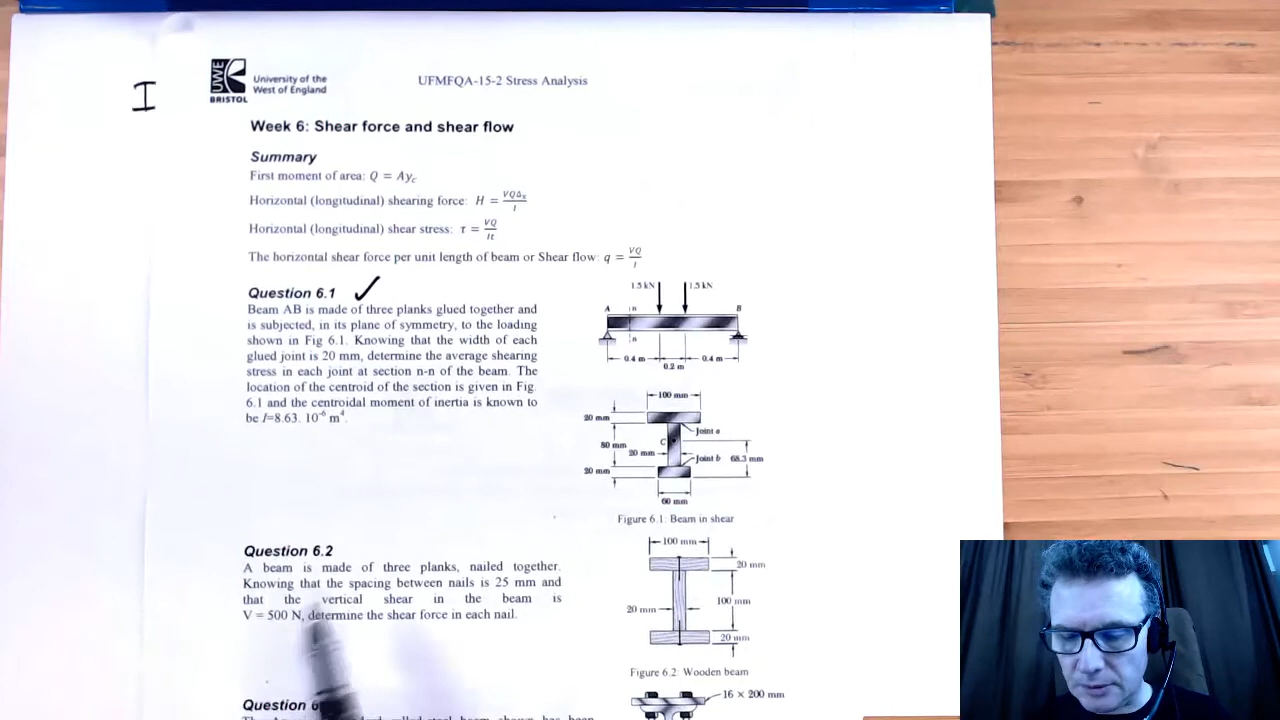 I
UWE
BRISTOL
University of the
West of England
UFMFQA-15-2 Stress Analysis
Week 6: Shear force and shear flow
Summary
First moment of area: Q = Ay_c
Horizontal (longitudinal) shearing force: H = VQΔ_x / I
Horizontal (longitudinal) shear stress: τ = VQ / It
The horizontal shear force per unit length of beam or Shear flow: q = VQ / I
Question 6.1 ✓
Beam AB is made of three planks glued together and
is subjected, in its plane of symmetry, to the loading
shown in Fig 6.1. Knowing that the width of each
glued joint is 20 mm, determine the average shearing
stress in each joint at section n-n of the beam. The
location of the centroid of the section is given in Fig.
6.1 and the centroidal moment of inertia is known to
be I=8.63. 10⁻⁶ m⁴.
1.5 kN 1.5 kN
A n B
n
0.4 m 0.4 m
0.2 m
100 mm
20 mm
Joint a
80 mm C
20 mm Joint b 68.3 mm
20 mm
60 mm
Figure 6.1: Beam in shear
Question 6.2
A beam is made of three planks, nailed together.
Knowing that the spacing between nails is 25 mm and
that the vertical shear in the beam is
V = 500 N, determine the shear force in each nail.
100 mm
20 mm
100 mm
20 mm
20 mm
Figure 6.2: Wooden beam
Question
16 × 200 mm